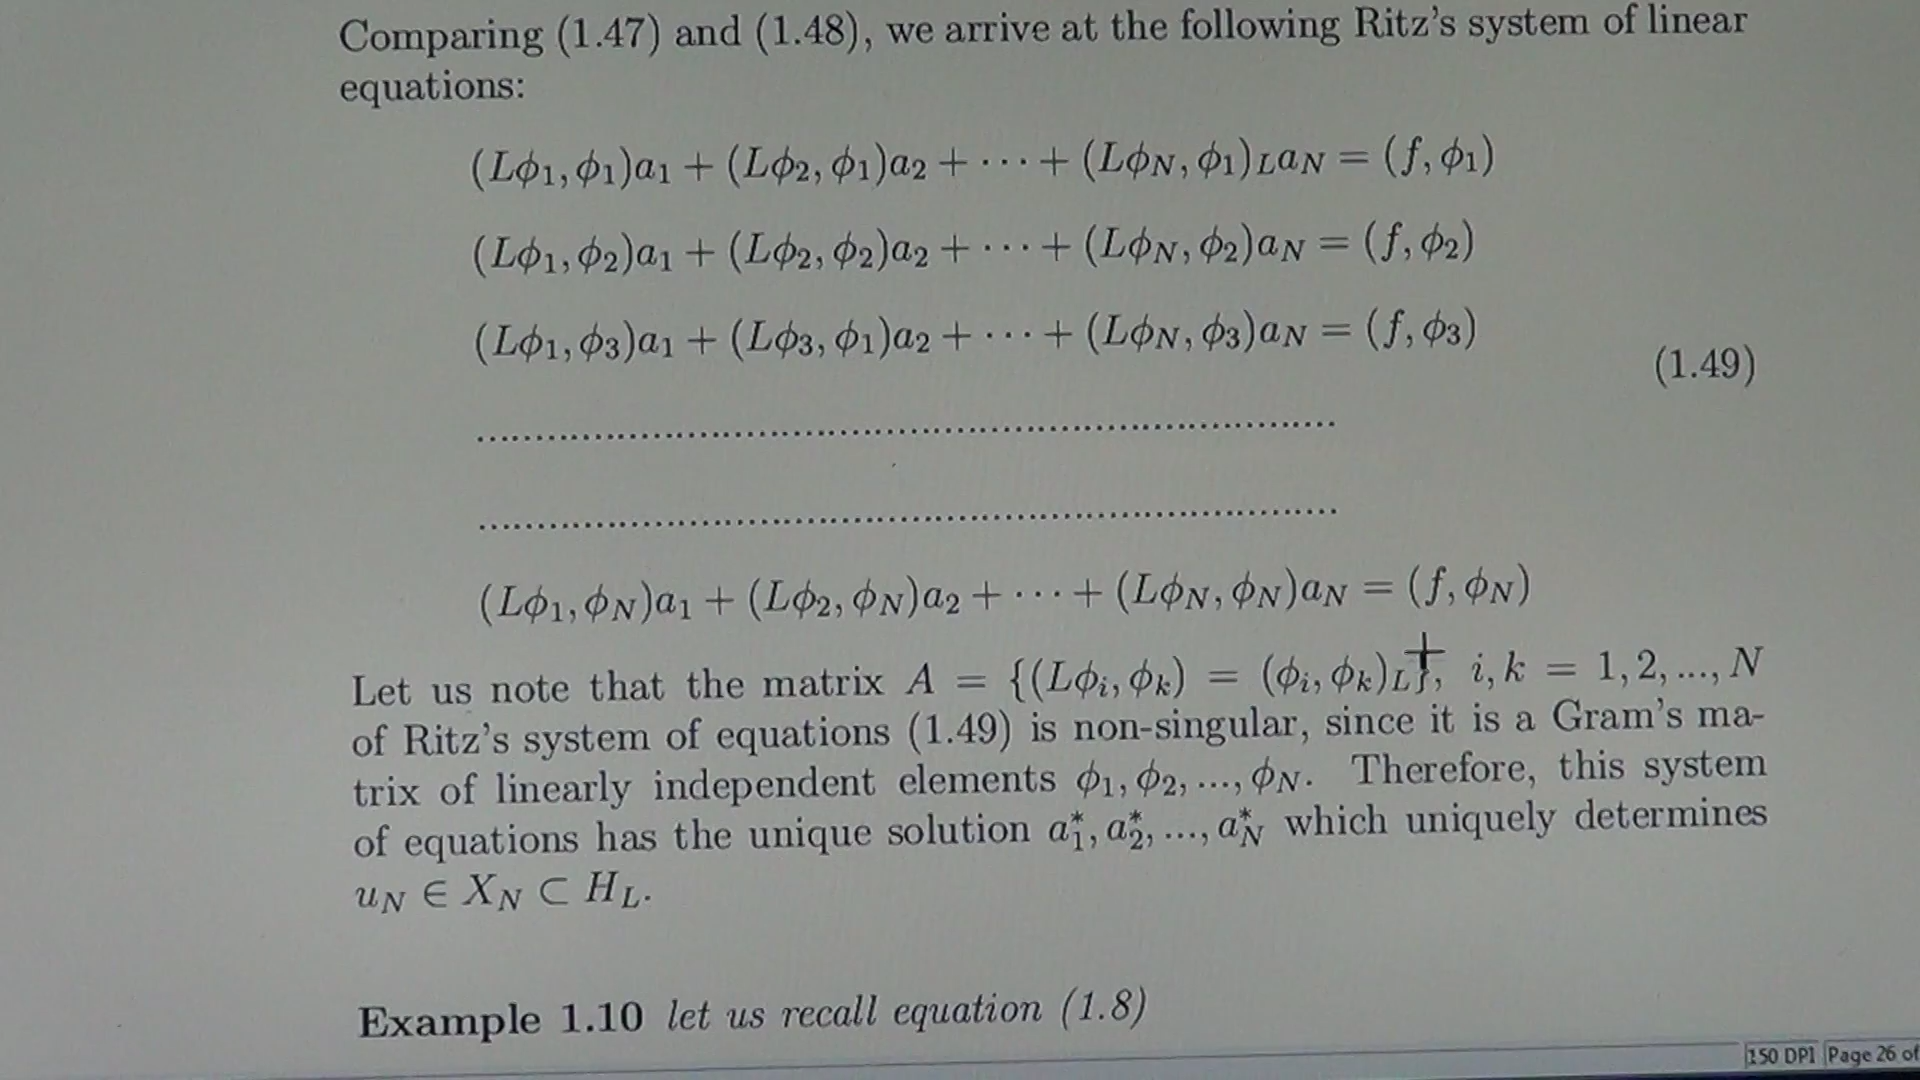 Comparing (1.47) and (1.48), we arrive at the following Ritz's system of linear
equations:
(Lϕ₁, ϕ₁)a₁ + (Lϕ₂, ϕ₁)a₂ + ··· + (Lϕ_N, ϕ₁)_L a_N = (f, ϕ₁)
(Lϕ₁, ϕ₂)a₁ + (Lϕ₂, ϕ₂)a₂ + ··· + (Lϕ_N, ϕ₂)a_N = (f, ϕ₂)
(Lϕ₁, ϕ₃)a₁ + (Lϕ₃, ϕ₁)a₂ + ··· + (Lϕ_N, ϕ₃)a_N = (f, ϕ₃)
(1.49)
..........................................................................
..........................................................................
(Lϕ₁, ϕ_N)a₁ + (Lϕ₂, ϕ_N)a₂ + ··· + (Lϕ_N, ϕ_N)a_N = (f, ϕ_N)
Let us note that the matrix A = {(Lϕ_i, ϕ_k) = (ϕ_i, ϕ_k)_L}, i, k = 1, 2, ..., N
of Ritz's system of equations (1.49) is non-singular, since it is a Gram's ma-
trix of linearly independent elements ϕ₁, ϕ₂, ..., ϕ_N. Therefore, this system
of equations has the unique solution a₁*, a₂*, ..., a_N* which uniquely determines
u_N ∈ X_N ⊂ H_L.
Example 1.10 let us recall equation (1.8)
150 DPI Page 26 of